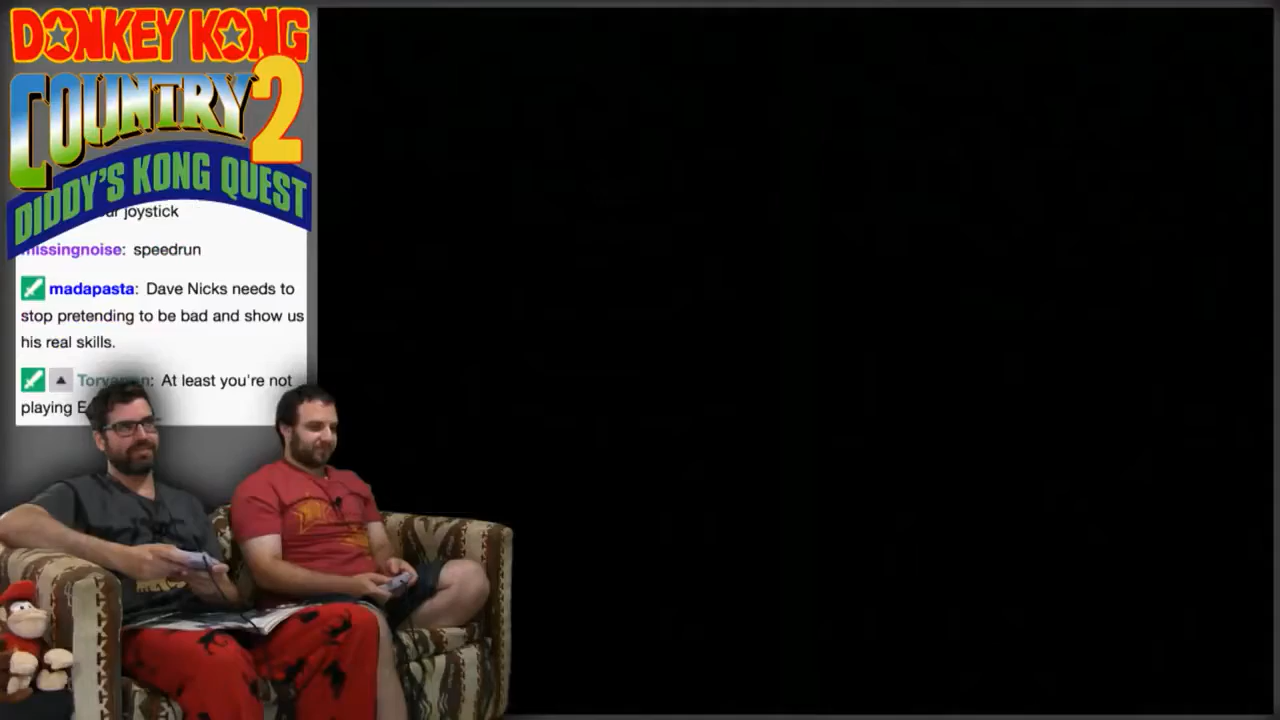 DONKEY KONG
COUNTRY 2
DIDDY'S KONG QUEST
joystick
missingnoise: speedrun
madapasta: Dave Nicks needs to
stop pretending to be bad and show us
his real skills.
At least you're not
playing